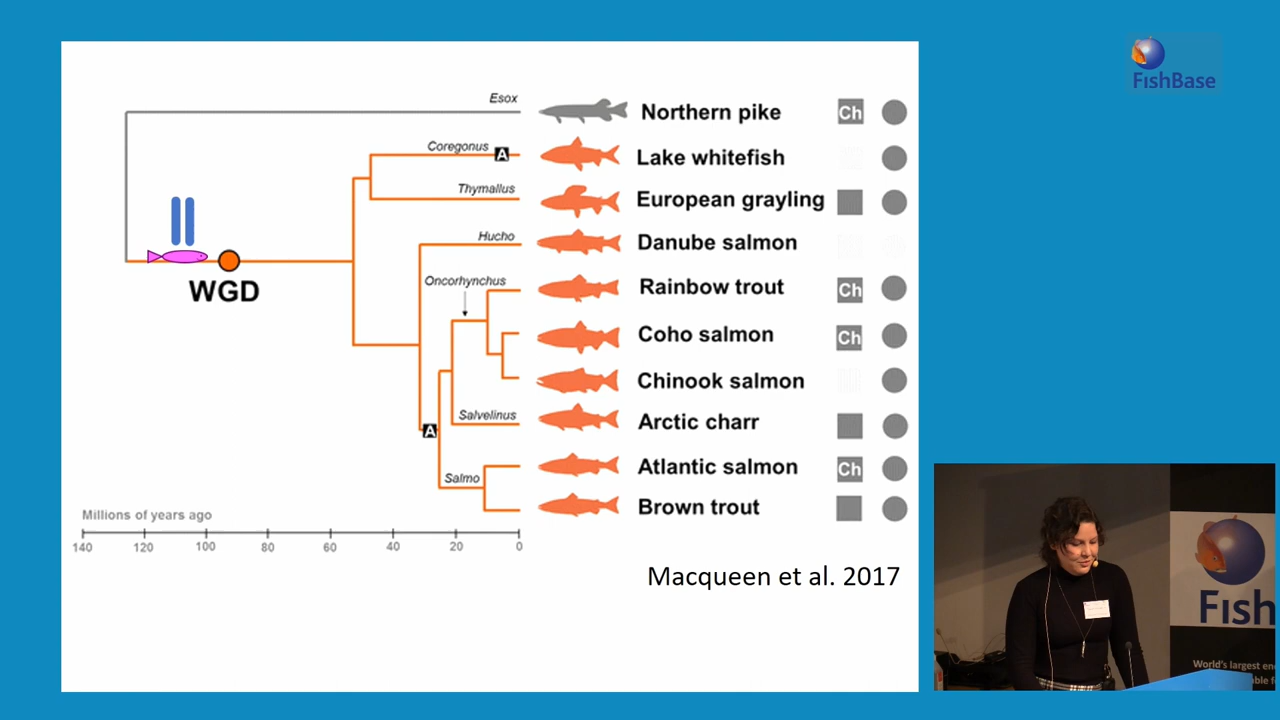 FishBase
Esox
Northern pike
Ch
Coregonus
A
Lake whitefish
Thymallus
European grayling
Hucho
Danube salmon
WGD
Oncorhynchus
Rainbow trout
Ch
Coho salmon
Ch
Chinook salmon
Salvelinus
Arctic charr
A
Salmo
Atlantic salmon
Ch
Brown trout
Millions of years ago
140 120 100 80 60 40 20 0
Macqueen et al. 2017
Fish
World's largest